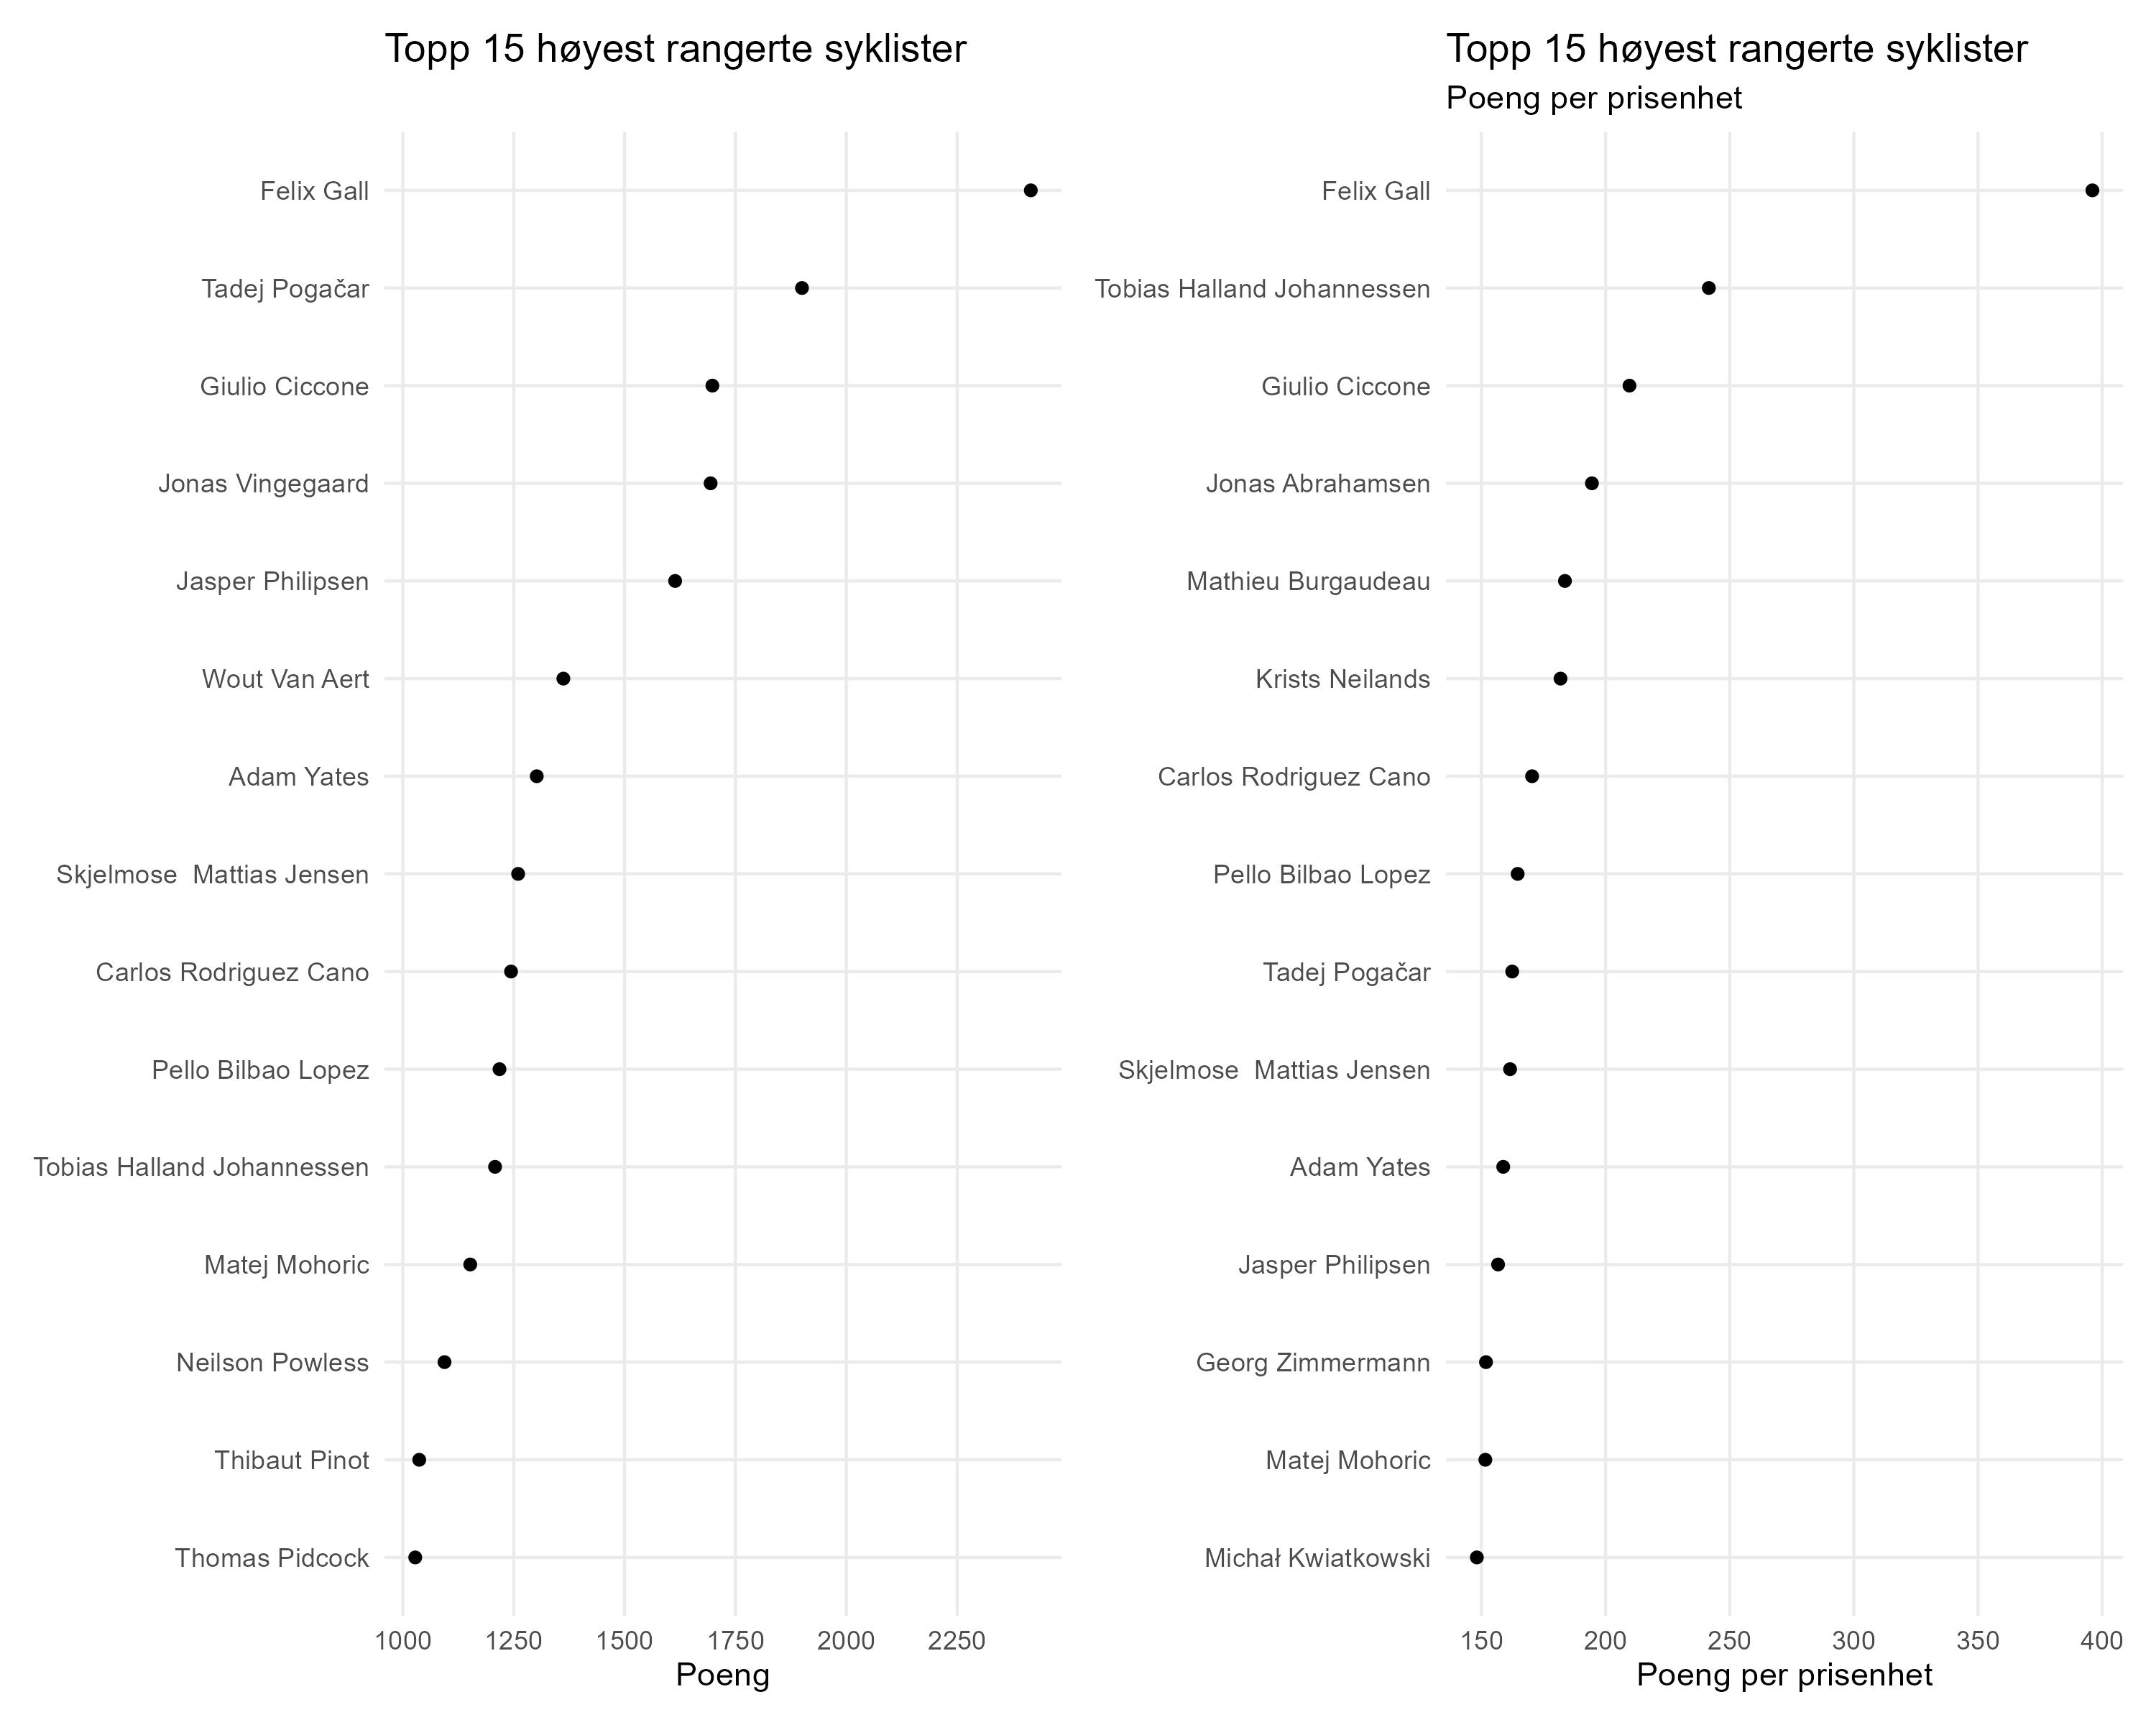 Topp 15 høyest rangerte syklister
Felix Gall
Tadej Pogačar
Giulio Ciccone
Jonas Vingegaard
Jasper Philipsen
Wout Van Aert
Adam Yates
Skjelmose  Mattias Jensen
Carlos Rodriguez Cano
Pello Bilbao Lopez
Tobias Halland Johannessen
Matej Mohoric
Neilson Powless
Thibaut Pinot
Thomas Pidcock
1000 1250 1500 1750 2000 2250
Poeng
Topp 15 høyest rangerte syklister
Poeng per prisenhet
Felix Gall
Tobias Halland Johannessen
Giulio Ciccone
Jonas Abrahamsen
Mathieu Burgaudeau
Krists Neilands
Carlos Rodriguez Cano
Pello Bilbao Lopez
Tadej Pogačar
Skjelmose  Mattias Jensen
Adam Yates
Jasper Philipsen
Georg Zimmermann
Matej Mohoric
Michał Kwiatkowski
150 200 250 300 350 400
Poeng per prisenhet